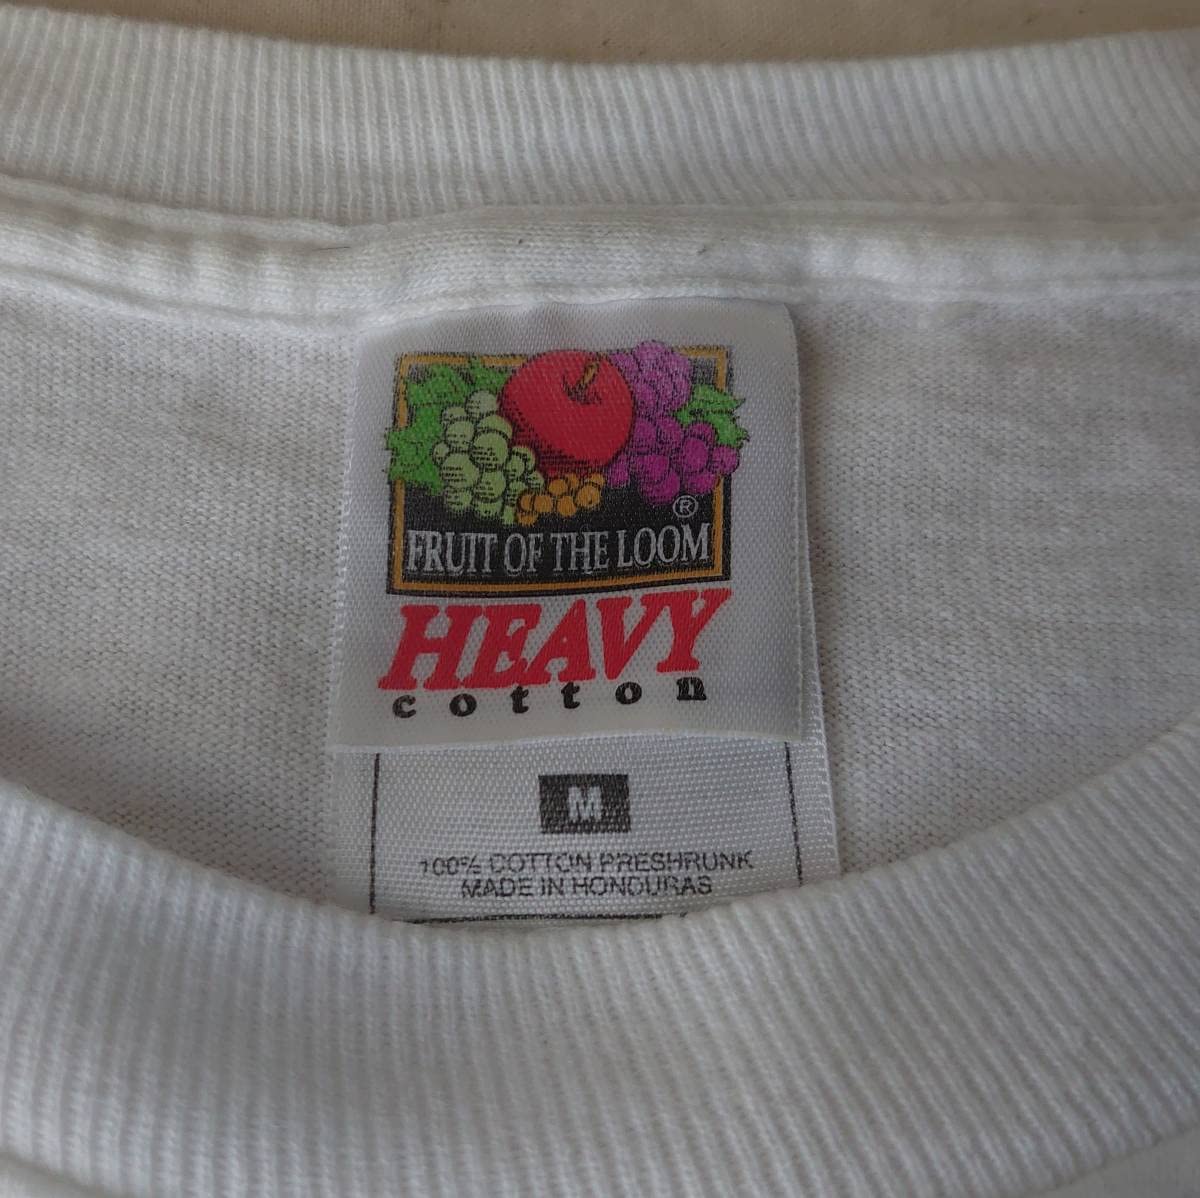 ®
FRUIT OF THE LOOM
HEAVY
cotton
M
100% COTTON PRESHRUNK
MADE IN HONDURAS